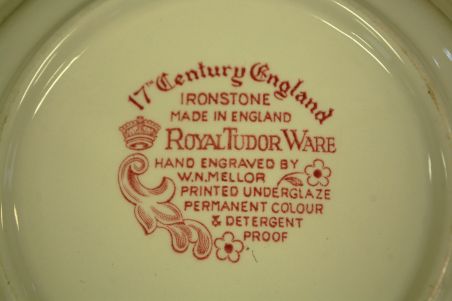 17TH Century England
IRONSTONE
MADE IN ENGLAND
ROYAL TUDOR WARE
HAND ENGRAVED BY
W.N.MELLOR
PRINTED UNDERGLAZE
PERMANENT COLOUR
& DETERGENT
PROOF